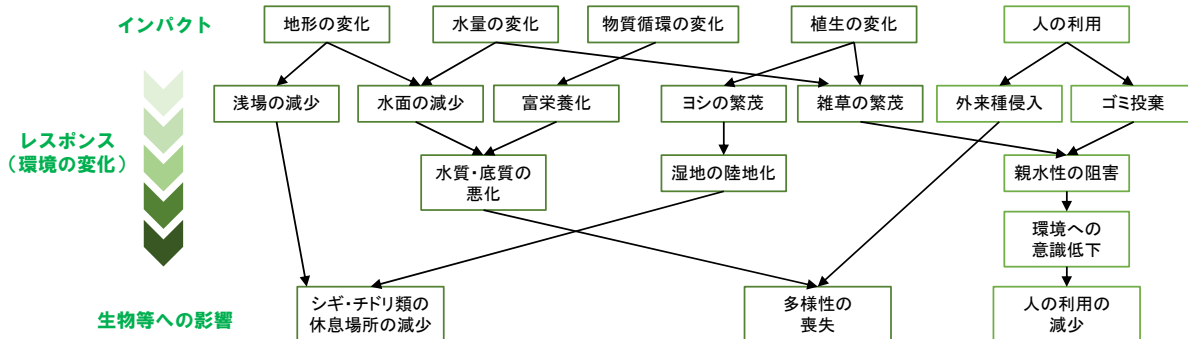 インパクト
地形の変化
水量の変化
物質循環の変化
植生の変化
人の利用
浅場の減少
水面の減少
富栄養化
ヨシの繁茂
雑草の繁茂
外来種侵入
ゴミ投棄
レスポンス
（環境の変化）
水質・底質の
悪化
湿地の陸地化
親水性の阻害
環境への
意識低下
生物等への影響
シギ・チドリ類の
休息場所の減少
多様性の
喪失
人の利用の
減少